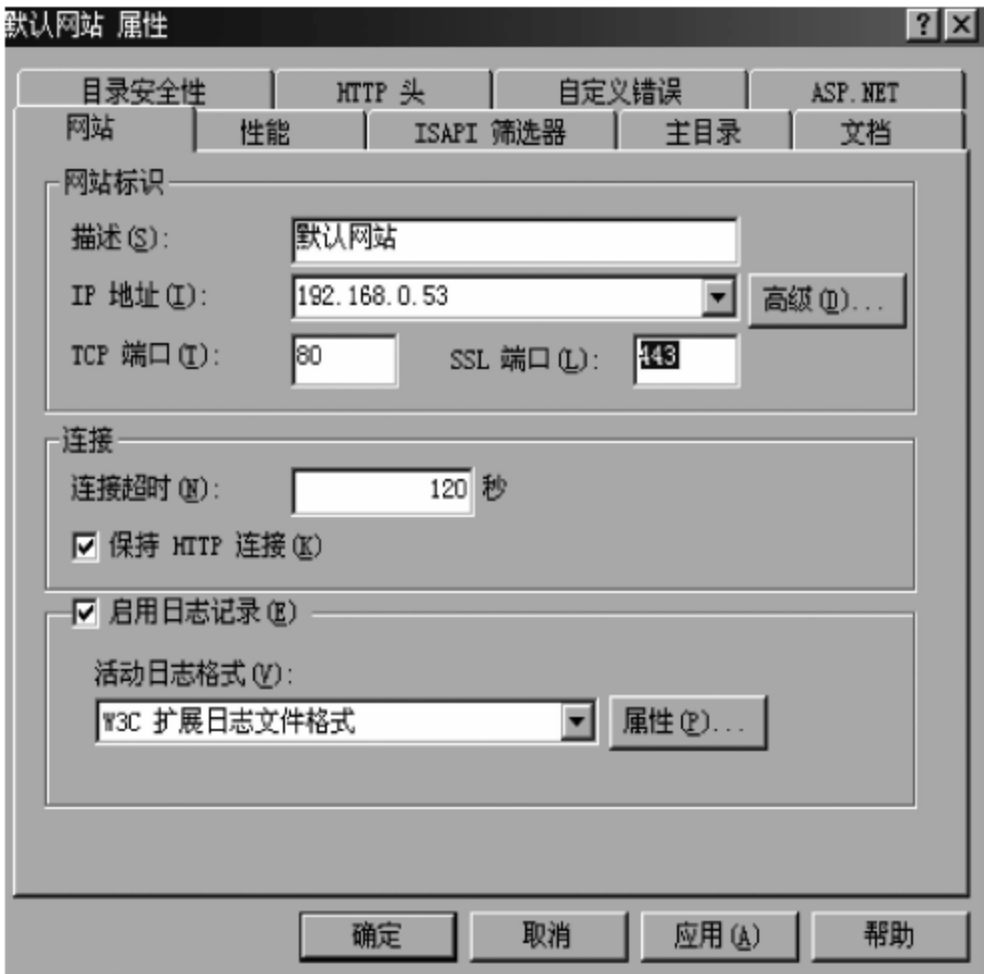 默认网站 属性
目录安全性 HTTP 头 自定义错误 ASP.NET
网站 性能 ISAPI 筛选器 主目录 文档
网站标识
描述(S): 默认网站
IP 地址(I): 192.168.0.53 高级(D)...
TCP 端口(T): 80 SSL 端口(L): 443
连接
连接超时(N): 120 秒
保持 HTTP 连接(K)
启用日志记录(E)
活动日志格式(V):
W3C 扩展日志文件格式 属性(P)...
确定 取消 应用(A) 帮助